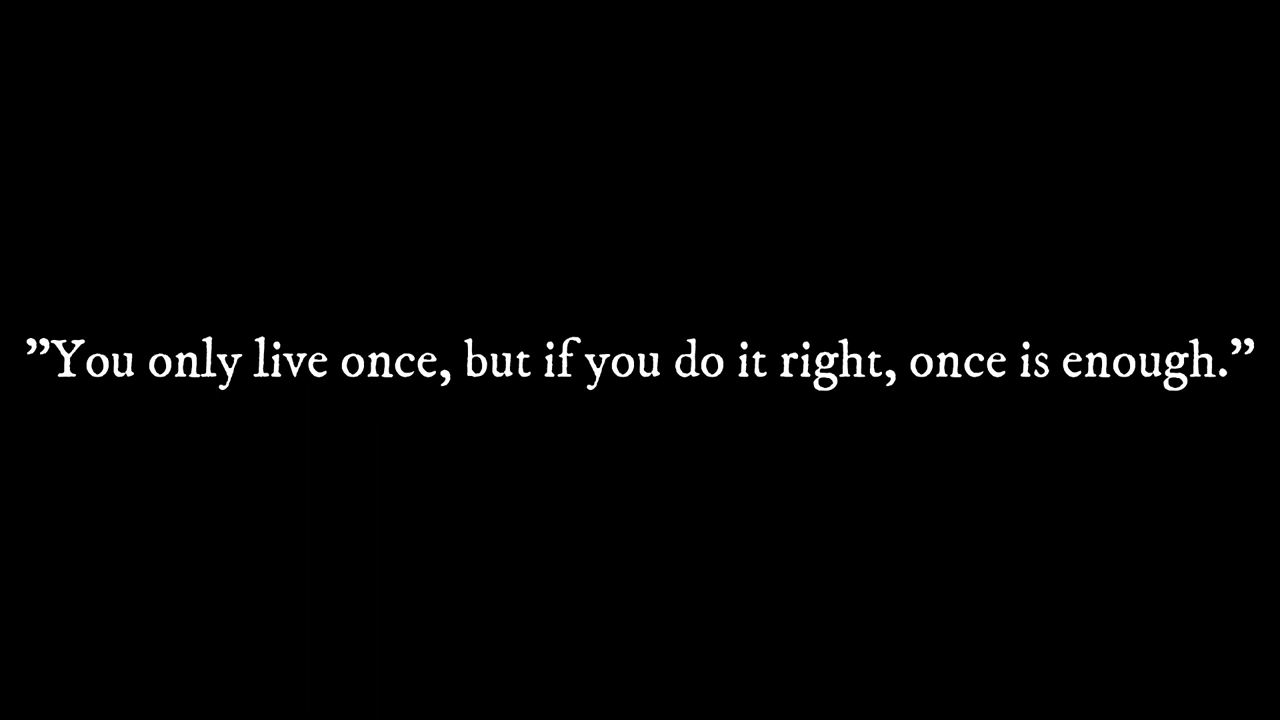 ”You only live once, but if you do it right, once is enough.”